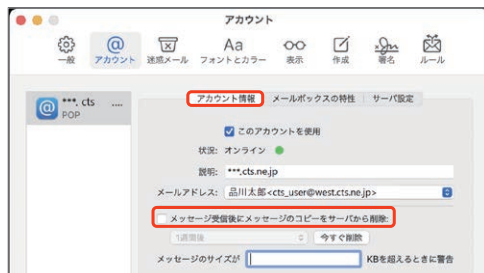 アカウント
一般 アカウント 迷惑メール フォントとカラー 表示 作成 署名 ルール
Aa
***. cts ....
POP
アカウント情報 メールボックスの特性 サーバ設定
このアカウントを使用
状況: オンライン
説明: ***.cts.ne.jp
メールアドレス: 品川太郎<cts_user@west.cts.ne.jp>
メッセージ受信後にメッセージのコピーをサーバから削除:
1週間後 今すぐ削除
メッセージのサイズが KBを超えるときに警告